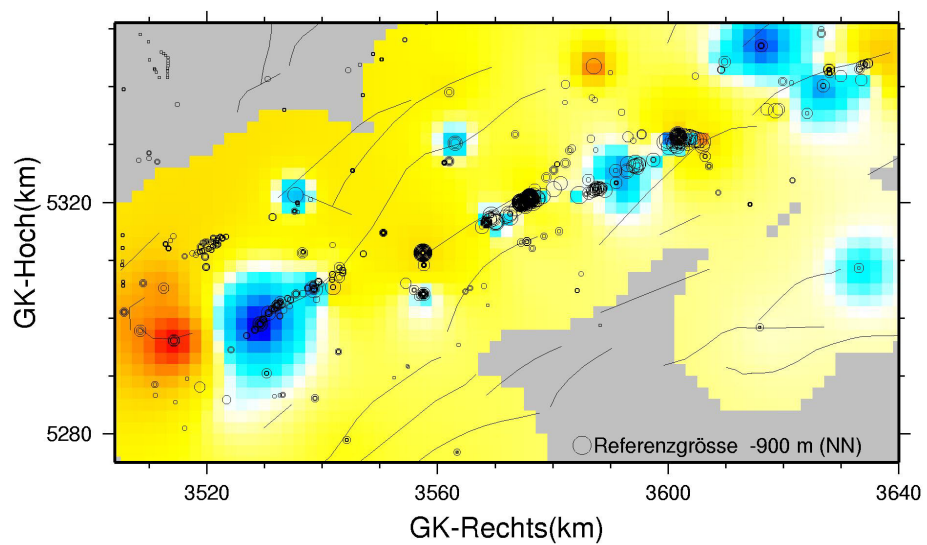 GK-Hoch(km)
5320
5280
Referenzgrösse -900 m (NN)
3520 3560 3600 3640
GK-Rechts(km)